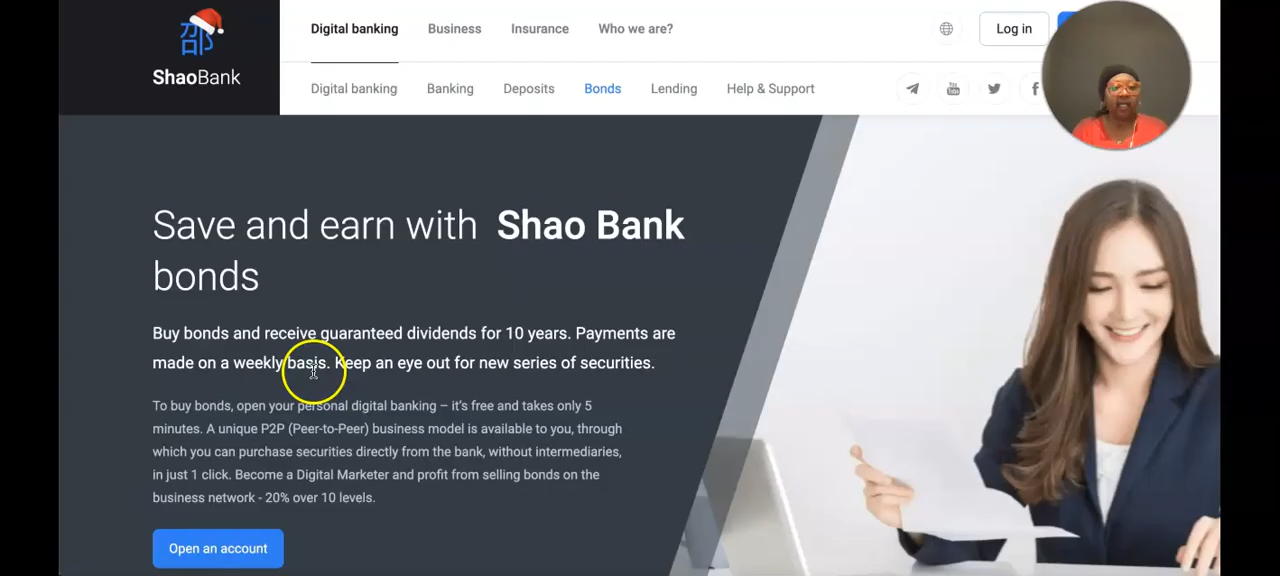 邵
ShaoBank
Digital banking Business Insurance Who we are? Log in
Digital banking Banking Deposits Bonds Lending Help & Support
Save and earn with Shao Bank
bonds
Buy bonds and receive guaranteed dividends for 10 years. Payments are
made on a weekly basis. Keep an eye out for new series of securities.
To buy bonds, open your personal digital banking – it's free and takes only 5
minutes. A unique P2P (Peer-to-Peer) business model is available to you, through
which you can purchase securities directly from the bank, without intermediaries,
in just 1 click. Become a Digital Marketer and profit from selling bonds on the
business network - 20% over 10 levels.
Open an account